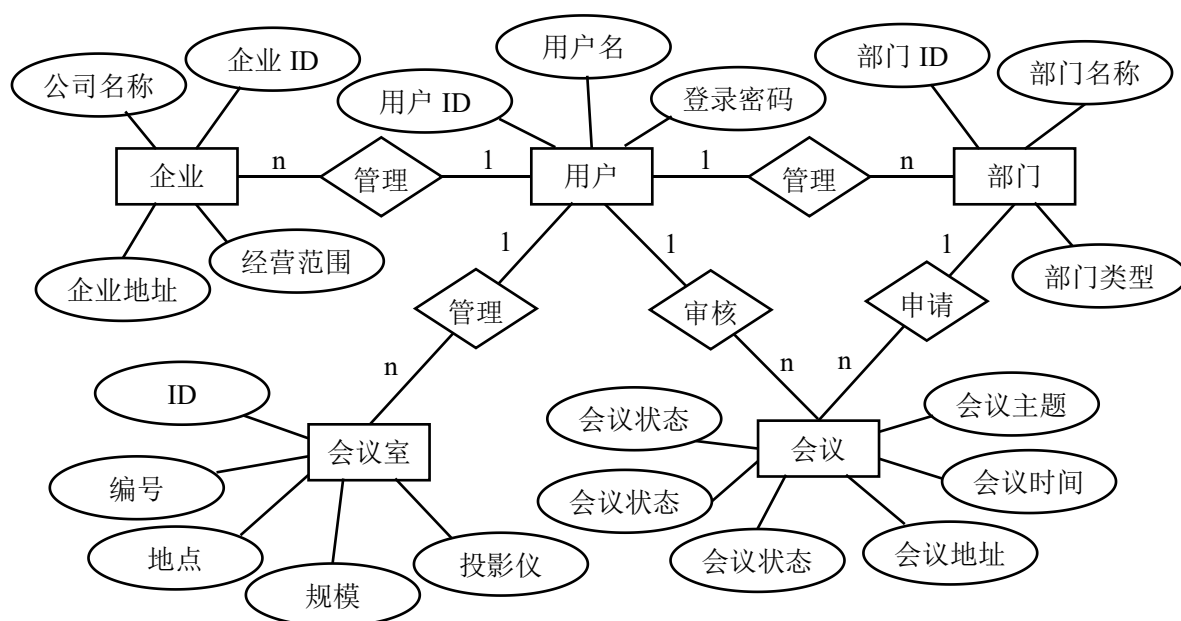 用户名
企业 ID
部门 ID
部门名称
公司名称
用户 ID
登录密码
企业
n
管理
1
用户
1
管理
n
部门
企业地址
经营范围
1
1
1
部门类型
管理
审核
申请
n
n
n
ID
会议状态
会议主题
会议室
会议
编号
会议状态
会议时间
地点
规模
投影仪
会议状态
会议地址